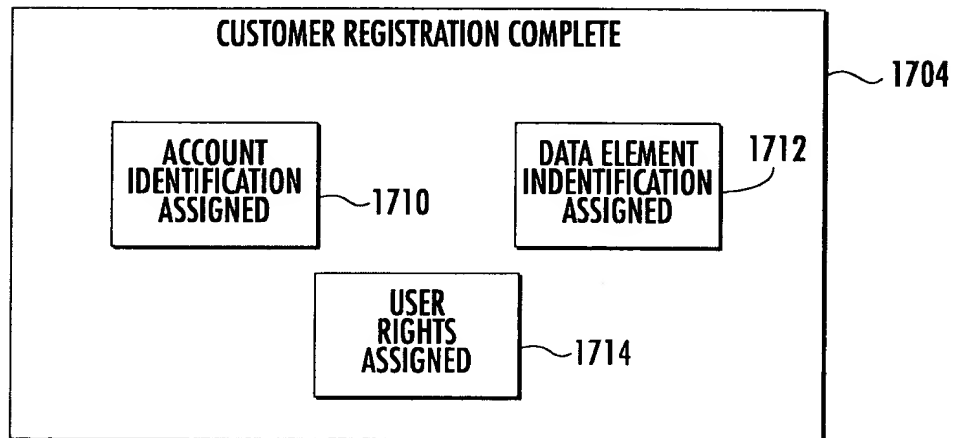 CUSTOMER REGISTRATION COMPLETE
1704
ACCOUNT
IDENTIFICATION
ASSIGNED
1710
DATA ELEMENT
INDENTIFICATION
ASSIGNED
1712
USER
RIGHTS
ASSIGNED
1714